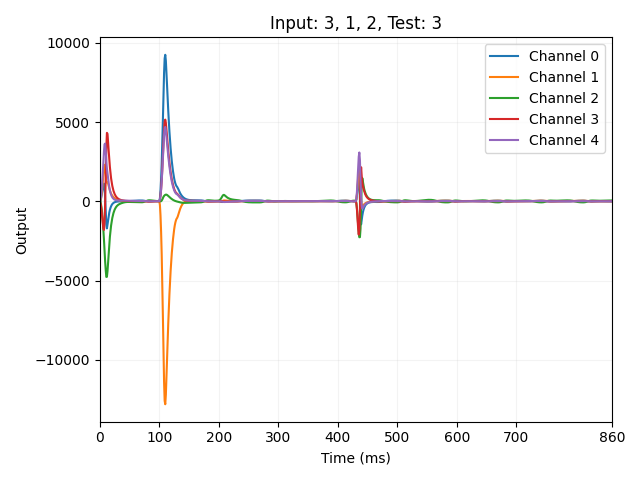 Input: 3, 1, 2, Test: 3
10000
5000
0
−5000
−10000
Output
Channel 0
Channel 1
Channel 2
Channel 3
Channel 4
0 100 200 300 400 500 600 700 860
Time (ms)